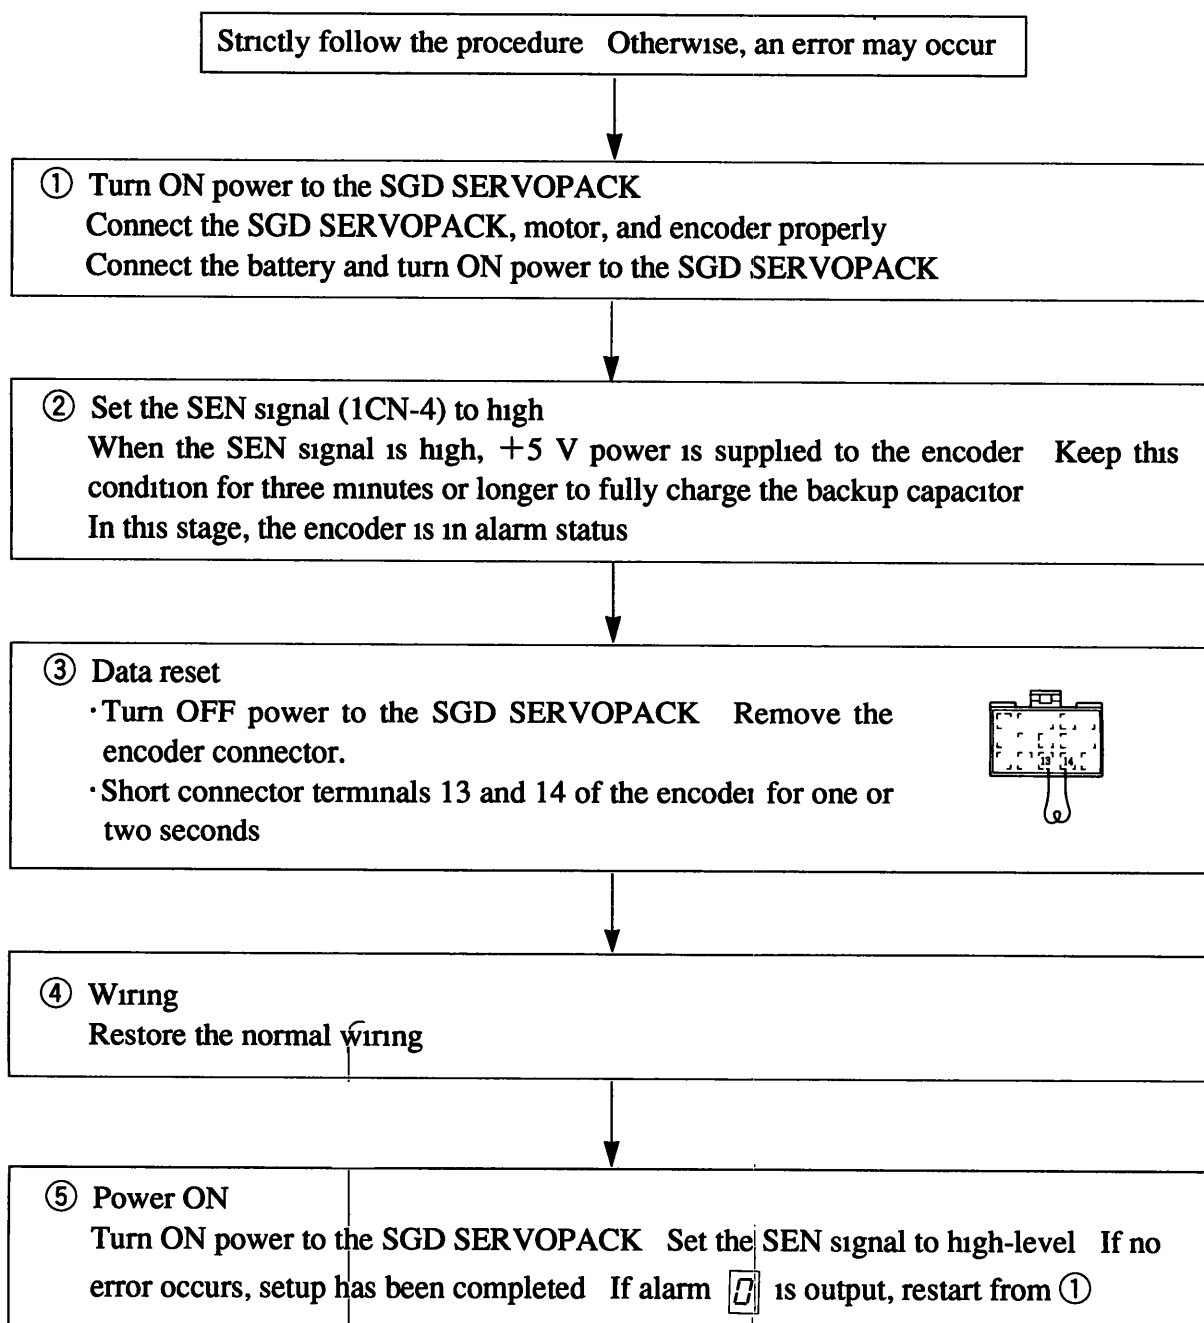 Strictly follow the procedure Otherwise, an error may occur
① Turn ON power to the SGD SERVOPACK
Connect the SGD SERVOPACK, motor, and encoder properly
Connect the battery and turn ON power to the SGD SERVOPACK
② Set the SEN signal (1CN-4) to high
When the SEN signal is high, +5 V power is supplied to the encoder Keep this
condition for three minutes or longer to fully charge the backup capacitor
In this stage, the encoder is in alarm status
③ Data reset
·Turn OFF power to the SGD SERVOPACK Remove the
encoder connector.
·Short connector terminals 13 and 14 of the encoder for one or
two seconds
13 14
④ Wiring
Restore the normal wiring
⑤ Power ON
Turn ON power to the SGD SERVOPACK Set the SEN signal to high-level If no
error occurs, setup has been completed If alarm 0 is output, restart from ①